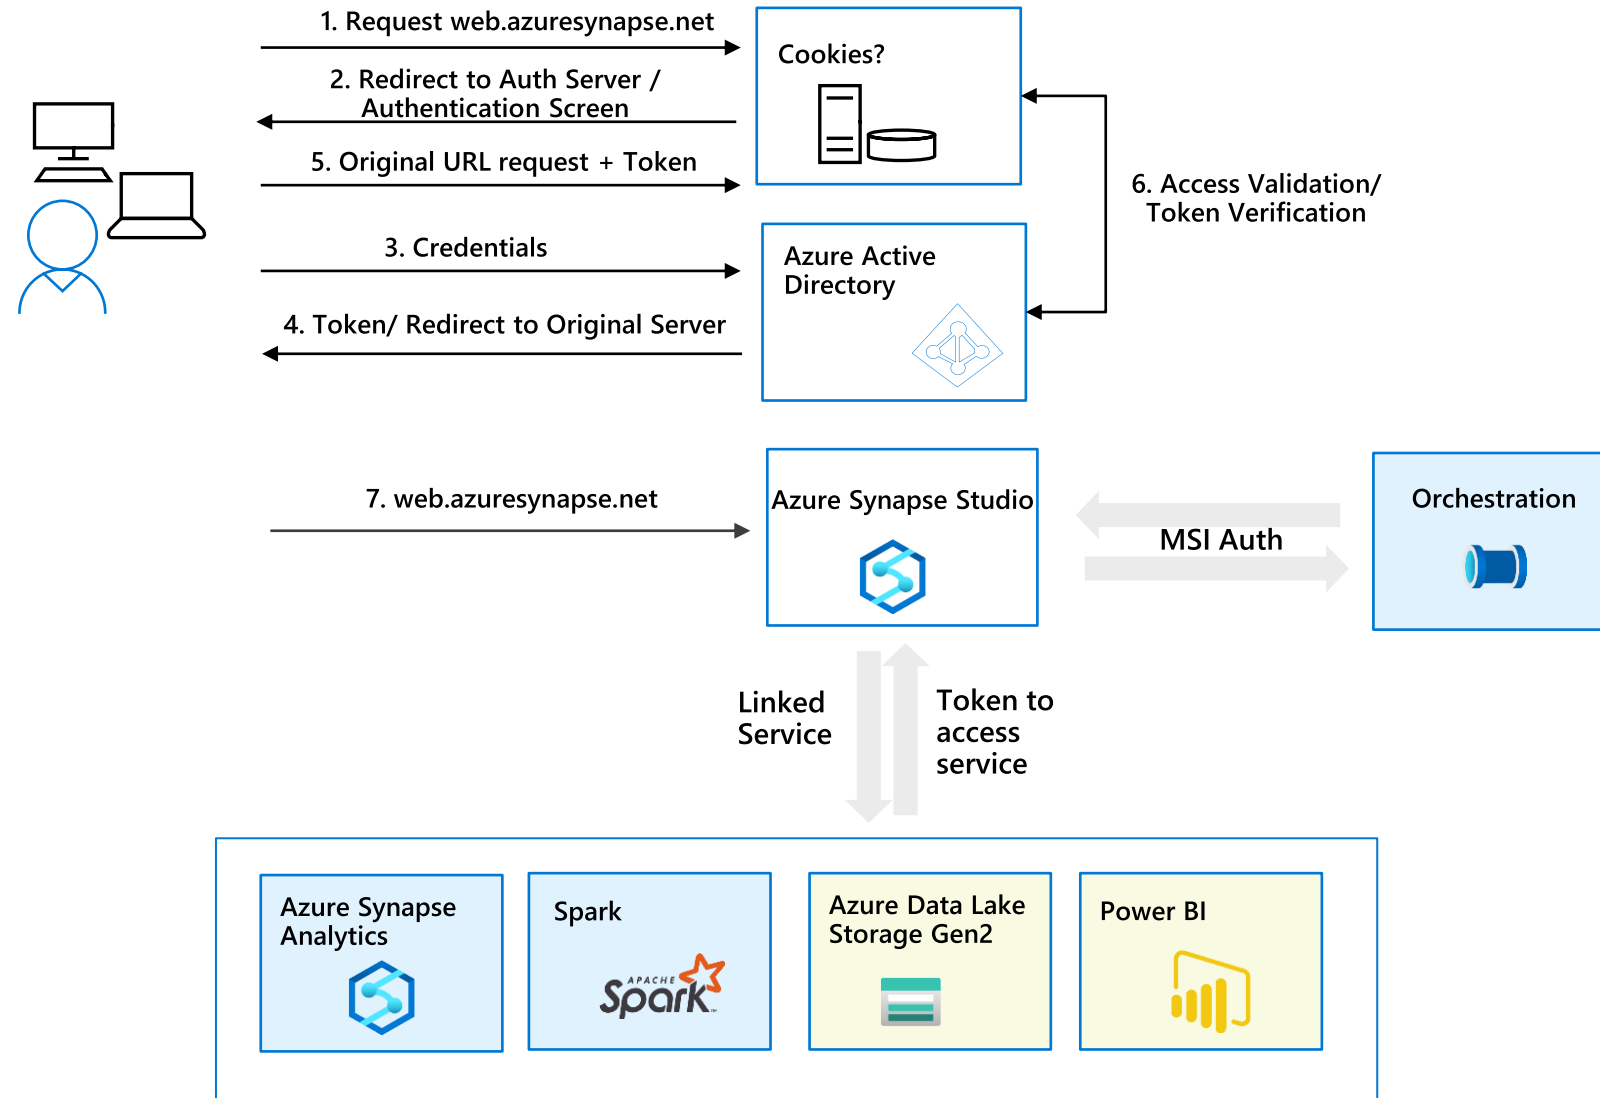 1. Request web.azuresynapse.net
2. Redirect to Auth Server /
Authentication Screen
5. Original URL request + Token
3. Credentials
4. Token/ Redirect to Original Server
Cookies?
Azure Active
Directory
6. Access Validation/
Token Verification
7. web.azuresynapse.net
Azure Synapse Studio
MSI Auth
Orchestration
Linked
Service
Token to
access
service
Azure Synapse
Analytics
Spark
APACHE
Spark™
Azure Data Lake
Storage Gen2
Power BI